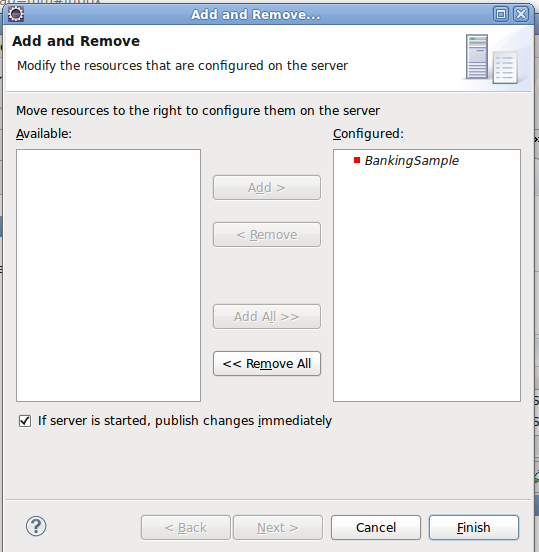 Add and Remove...
Add and Remove
Modify the resources that are configured on the server
Move resources to the right to configure them on the server
Available:
Configured:
BankingSample
Add >
< Remove
Add All >>
<< Remove All
If server is started, publish changes immediately
?
< Back
Next >
Cancel
Finish